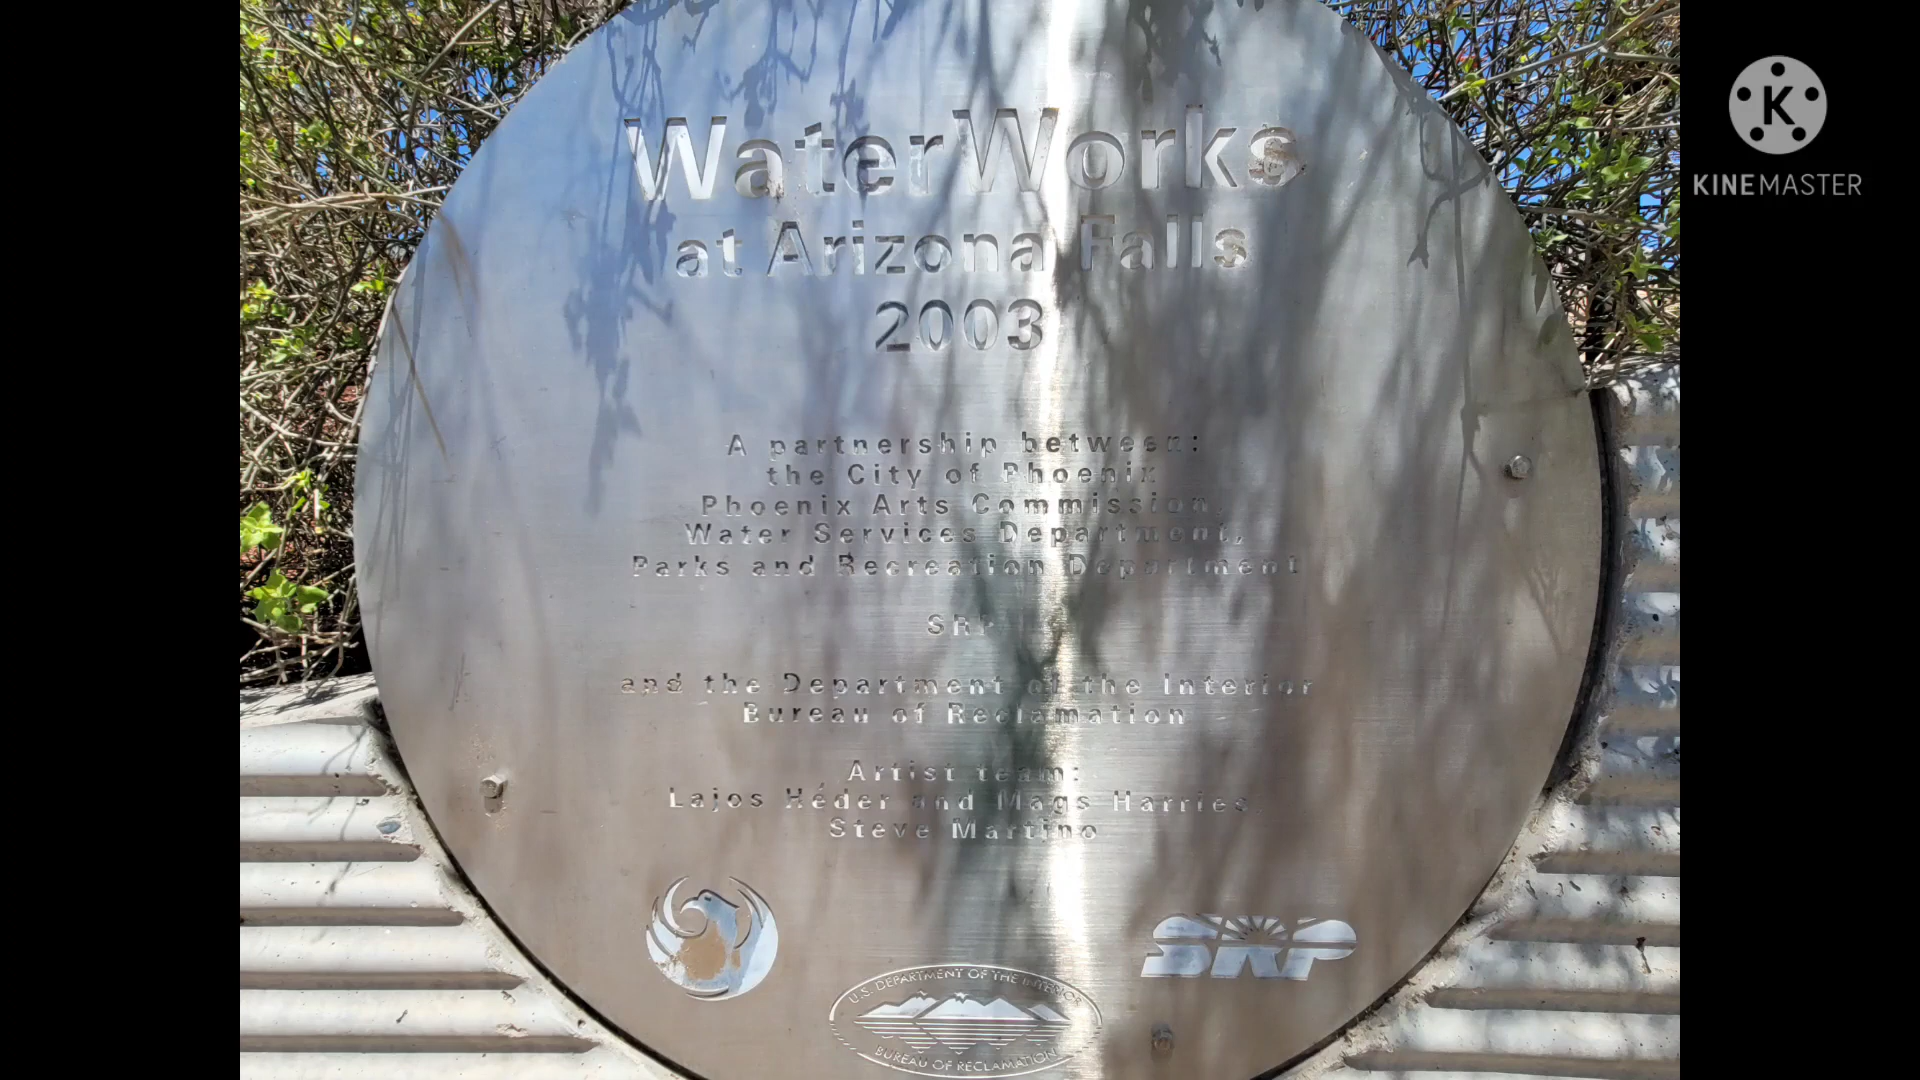 WaterWorks
at Arizona Falls
2003
A partnership between:
the City of Phoenix
Phoenix Arts Commission,
Water Services Department,
Parks and Recreation Department
SRP
and the Department of the Interior
Bureau of Reclamation
Artist team:
Lajos Héder and Mags Harries,
Steve Martino
SRP
U.S. DEPARTMENT OF THE INTERIOR
BUREAU OF RECLAMATION
K
KINEMASTER